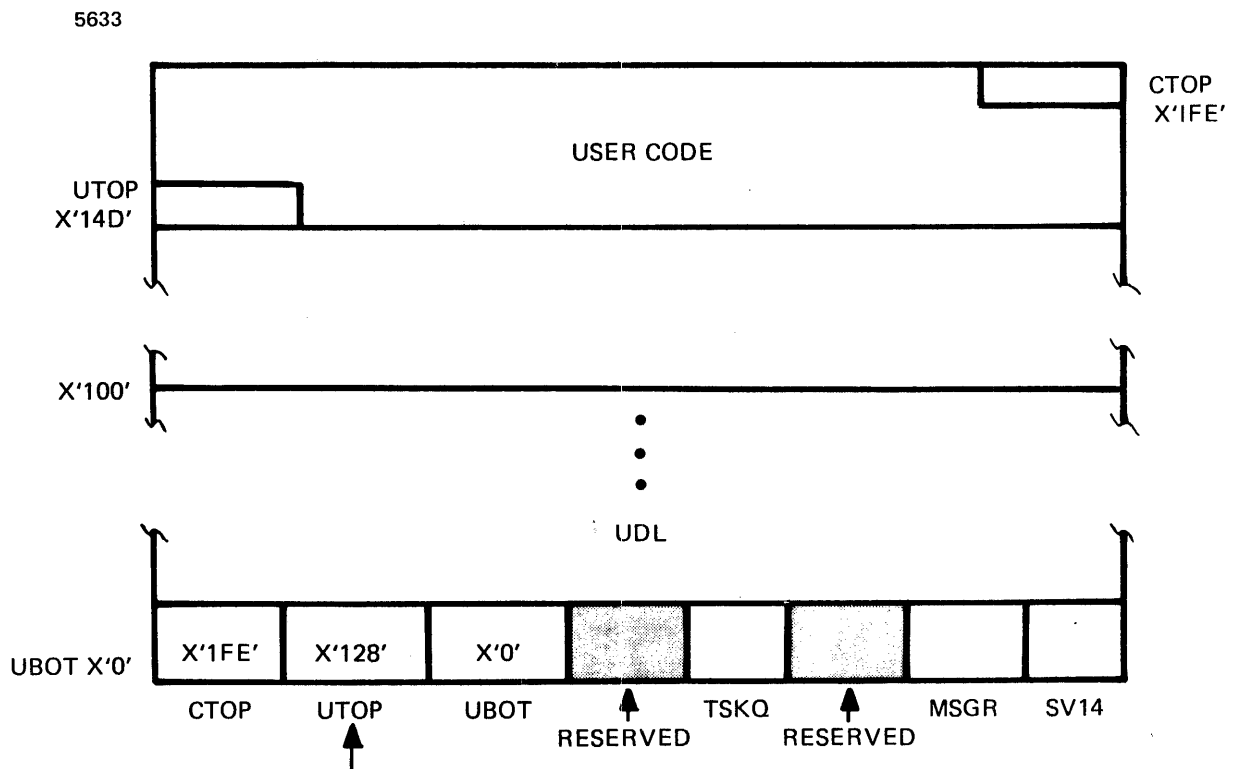 5633
CTOP
X'IFE'
USER CODE
UTOP
X'14D'
X'100'
UDL
UBOT X'0' X'1FE' X'128' X'0'
CTOP UTOP UBOT TSKQ MSGR SV14
RESERVED RESERVED